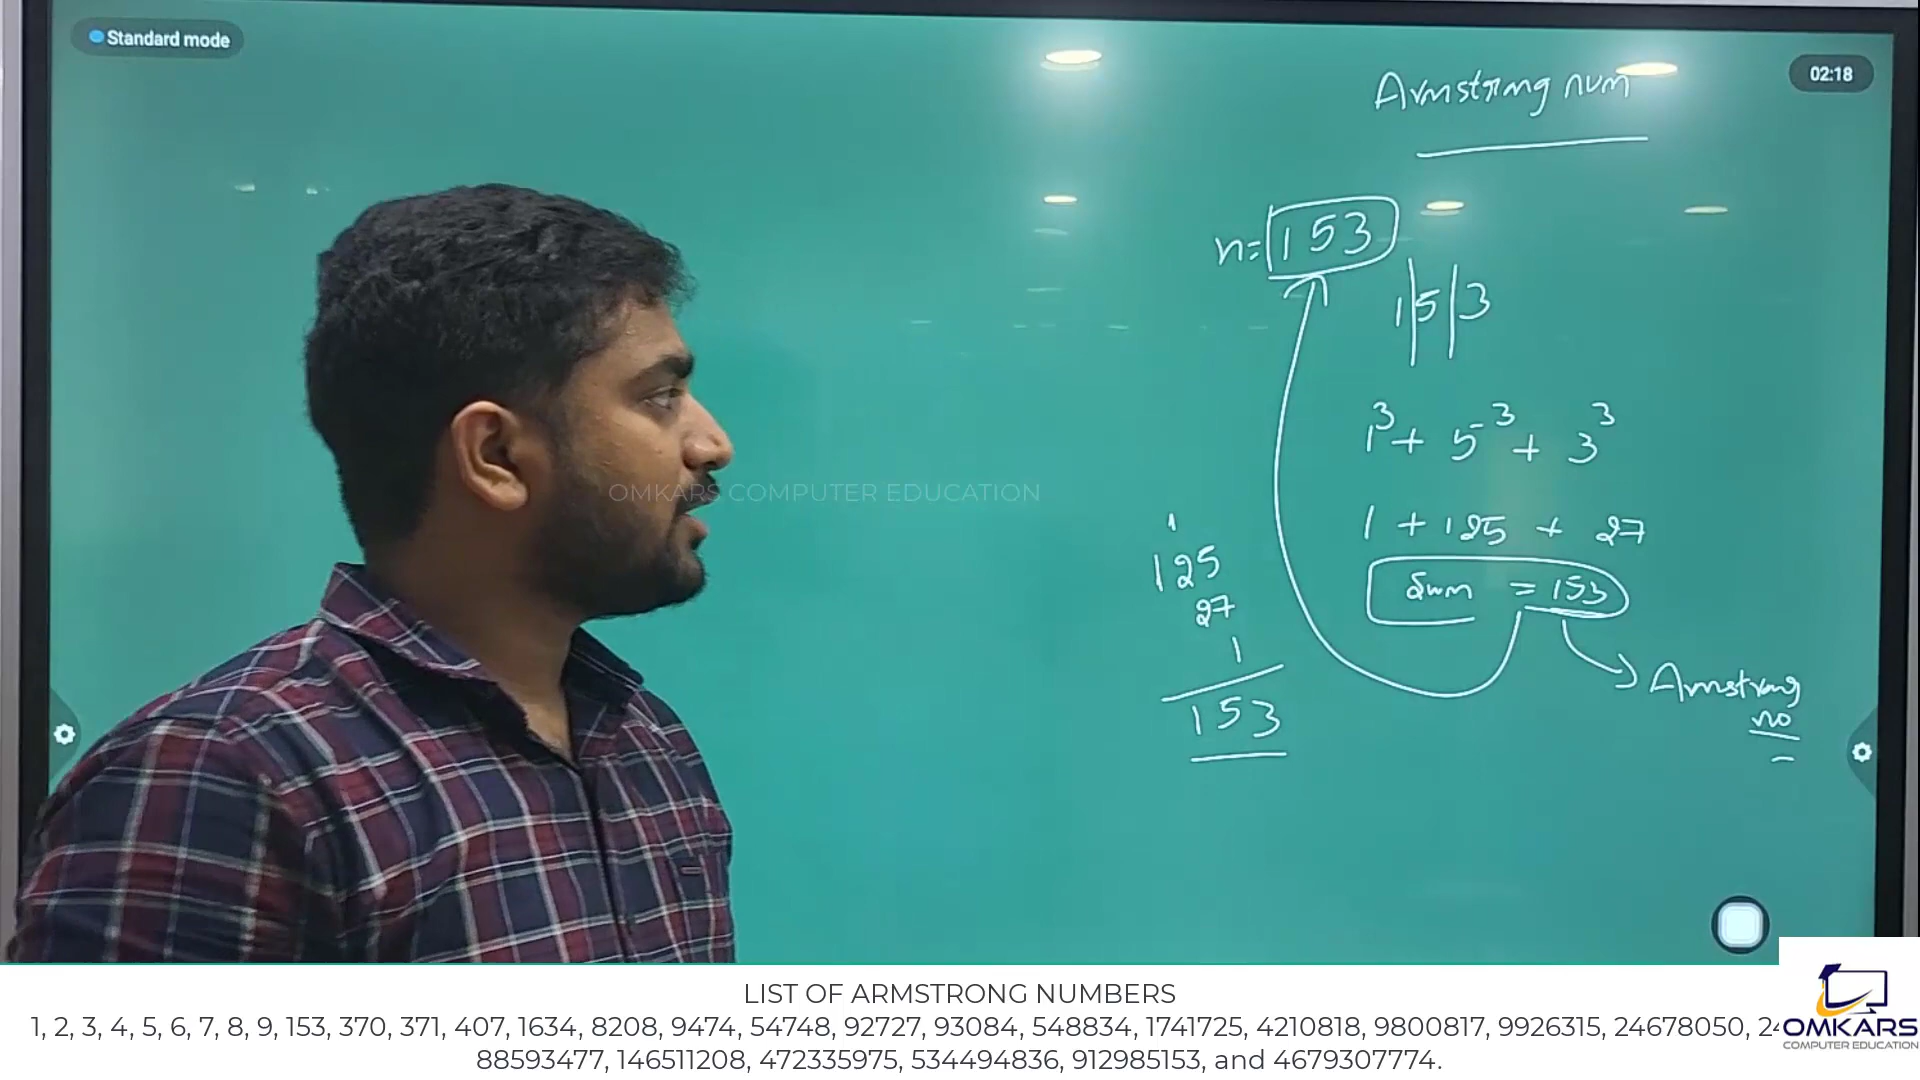 Standard mode
02:18
Armstrong num
n=153
1|5|3
1³ + 5³ + 3³
1 + 125 + 27
Sum = 153
Armstrong
no
1
125
27
1
153
OMKARS COMPUTER EDUCATION
LIST OF ARMSTRONG NUMBERS
1, 2, 3, 4, 5, 6, 7, 8, 9, 153, 370, 371, 407, 1634, 8208, 9474, 54748, 92727, 93084, 548834, 1741725, 4210818, 9800817, 9926315, 24678050, 24
88593477, 146511208, 472335975, 534494836, 912985153, and 4679307774.
OMKARS
COMPUTER EDUCATION